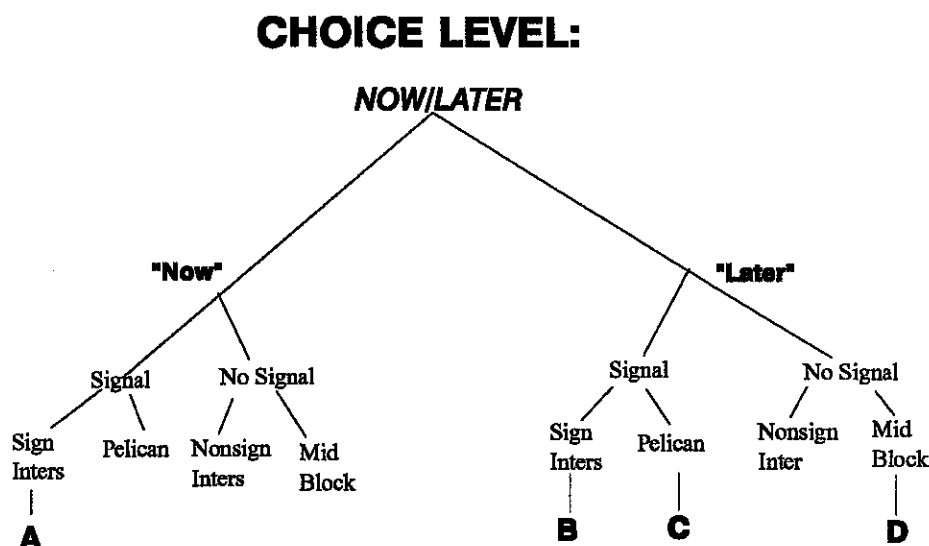 CHOICE LEVEL:
NOW/LATER
"Now"
"Later"
Signal
No Signal
Signal
No Signal
Sign
Inters
Pelican
Nonsign
Inters
Mid
Block
Sign
Inters
Pelican
Nonsign
Inter
Mid
Block
A
B
C
D